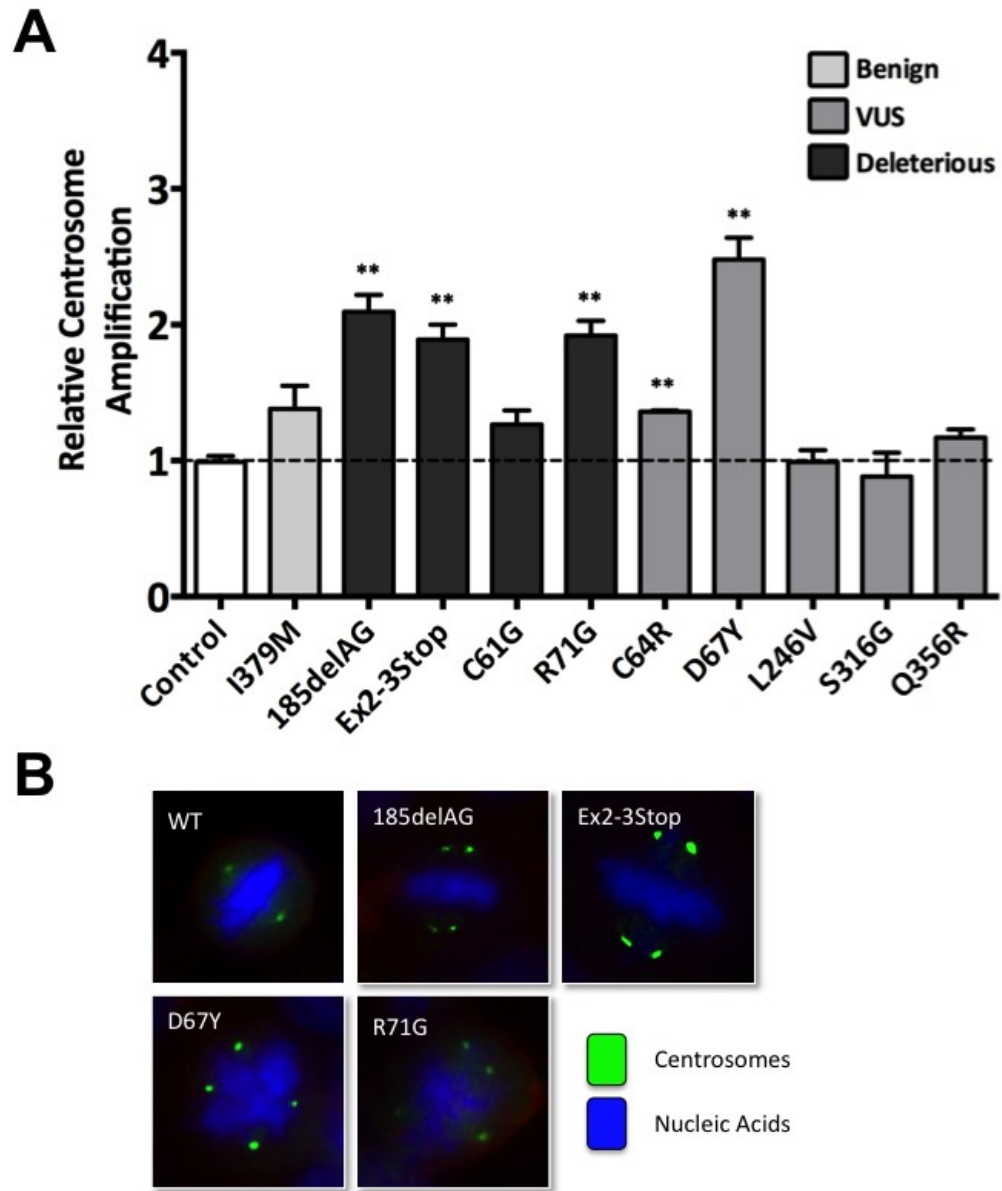 A
Relative Centrosome
Amplification
4
3
2
1
0
Benign
VUS
Deleterious
**
**
**
**
**
Control
I379M
185delAG
Ex2-3Stop
C61G
R71G
C64R
D67Y
L246V
S316G
Q356R
B
WT
185delAG
Ex2-3Stop
D67Y
R71G
Centrosomes
Nucleic Acids